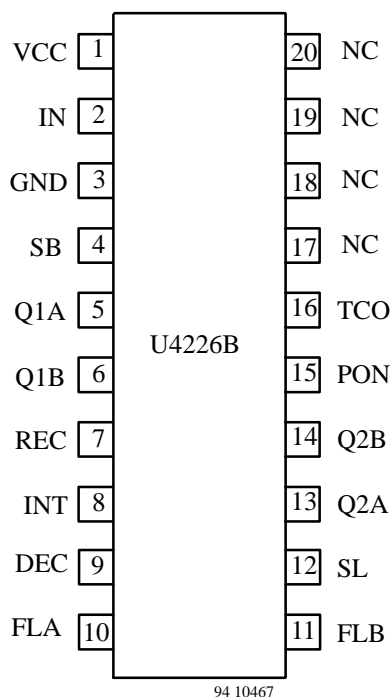 VCC 1 20 NC
IN 2 19 NC
GND 3 18 NC
SB 4 17 NC
Q1A 5 16 TCO
U4226B
Q1B 6 15 PON
REC 7 14 Q2B
INT 8 13 Q2A
DEC 9 12 SL
FLA 10 11 FLB
94 10467